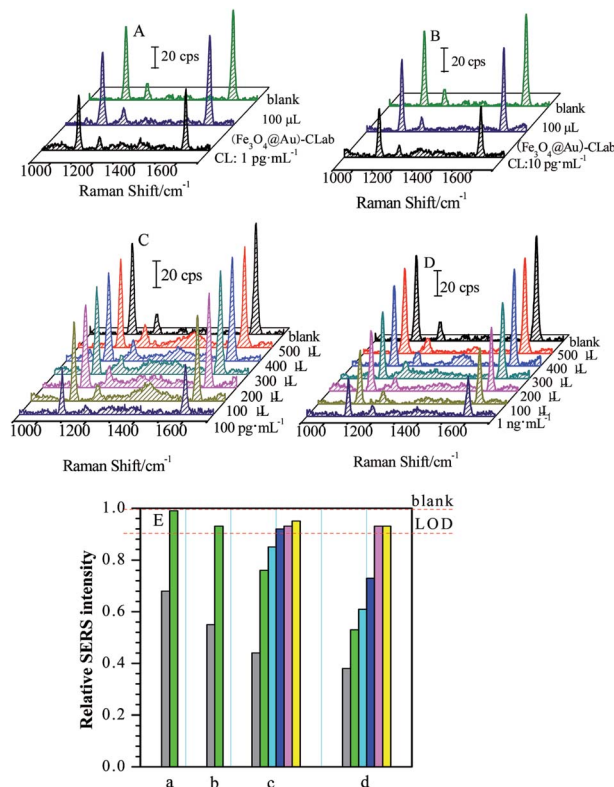 A
20 cps
blank
100 μL
(Fe3O4@Au)-CLab
CL: 1 pg·mL-1
1000 1200 1400 1600
Raman Shift/cm-1
B
20 cps
blank
100 μL
(Fe3O4@Au)-CLab
CL:10 pg·mL-1
1000 1200 1400 1600
Raman Shift/cm-1
C
20 cps
blank
500 μL
400 μL
300 μL
200 μL
100 μL
100 pg·mL-1
1000 1200 1400 1600
Raman Shift/cm-1
D
20 cps
blank
500 μL
400 μL
300 μL
200 μL
100 μL
1 ng·mL-1
1000 1200 1400 1600
Raman Shift/cm-1
E
blank
LOD
1.0
0.8
0.6
0.4
0.2
0.0
Relative SERS intensity
a b c d